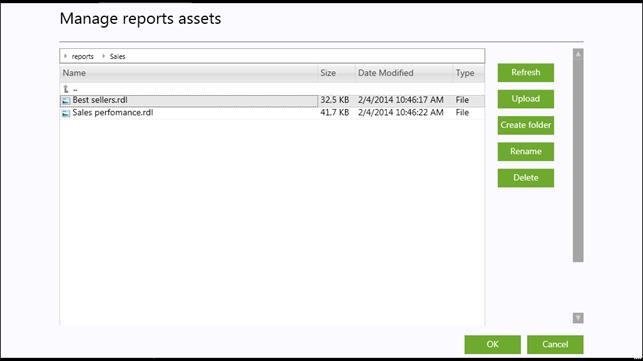 Manage reports assets
reports Sales
Name Size Date Modified Type
..
Best sellers.rdl 32.5 KB 2/4/2014 10:46:17 AM File
Sales perfomance.rdl 41.7 KB 2/4/2014 10:46:22 AM File
Refresh
Upload
Create folder
Rename
Delete
OK Cancel